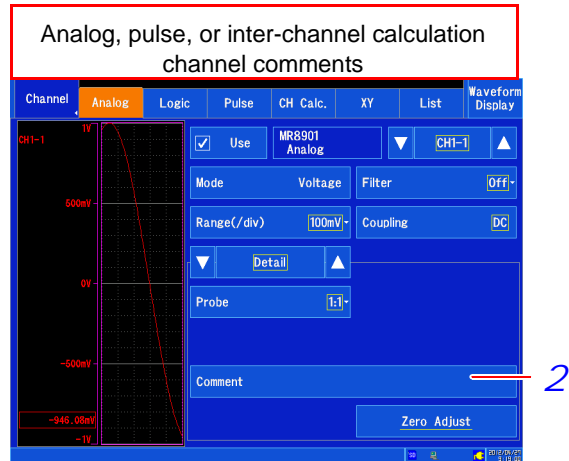 Analog, pulse, or inter-channel calculation
channel comments
Channel Analog Logic Pulse CH Calc. XY List Waveform Display
CH1-1 1V
Use MR8901 Analog CH1-1
Mode Voltage Filter Off
500mV
Range(/div) 100mV Coupling DC
Detail
0V
Probe 1:1
-500mV
Comment 2
-946.08mV
Zero Adjust
-1V
SD